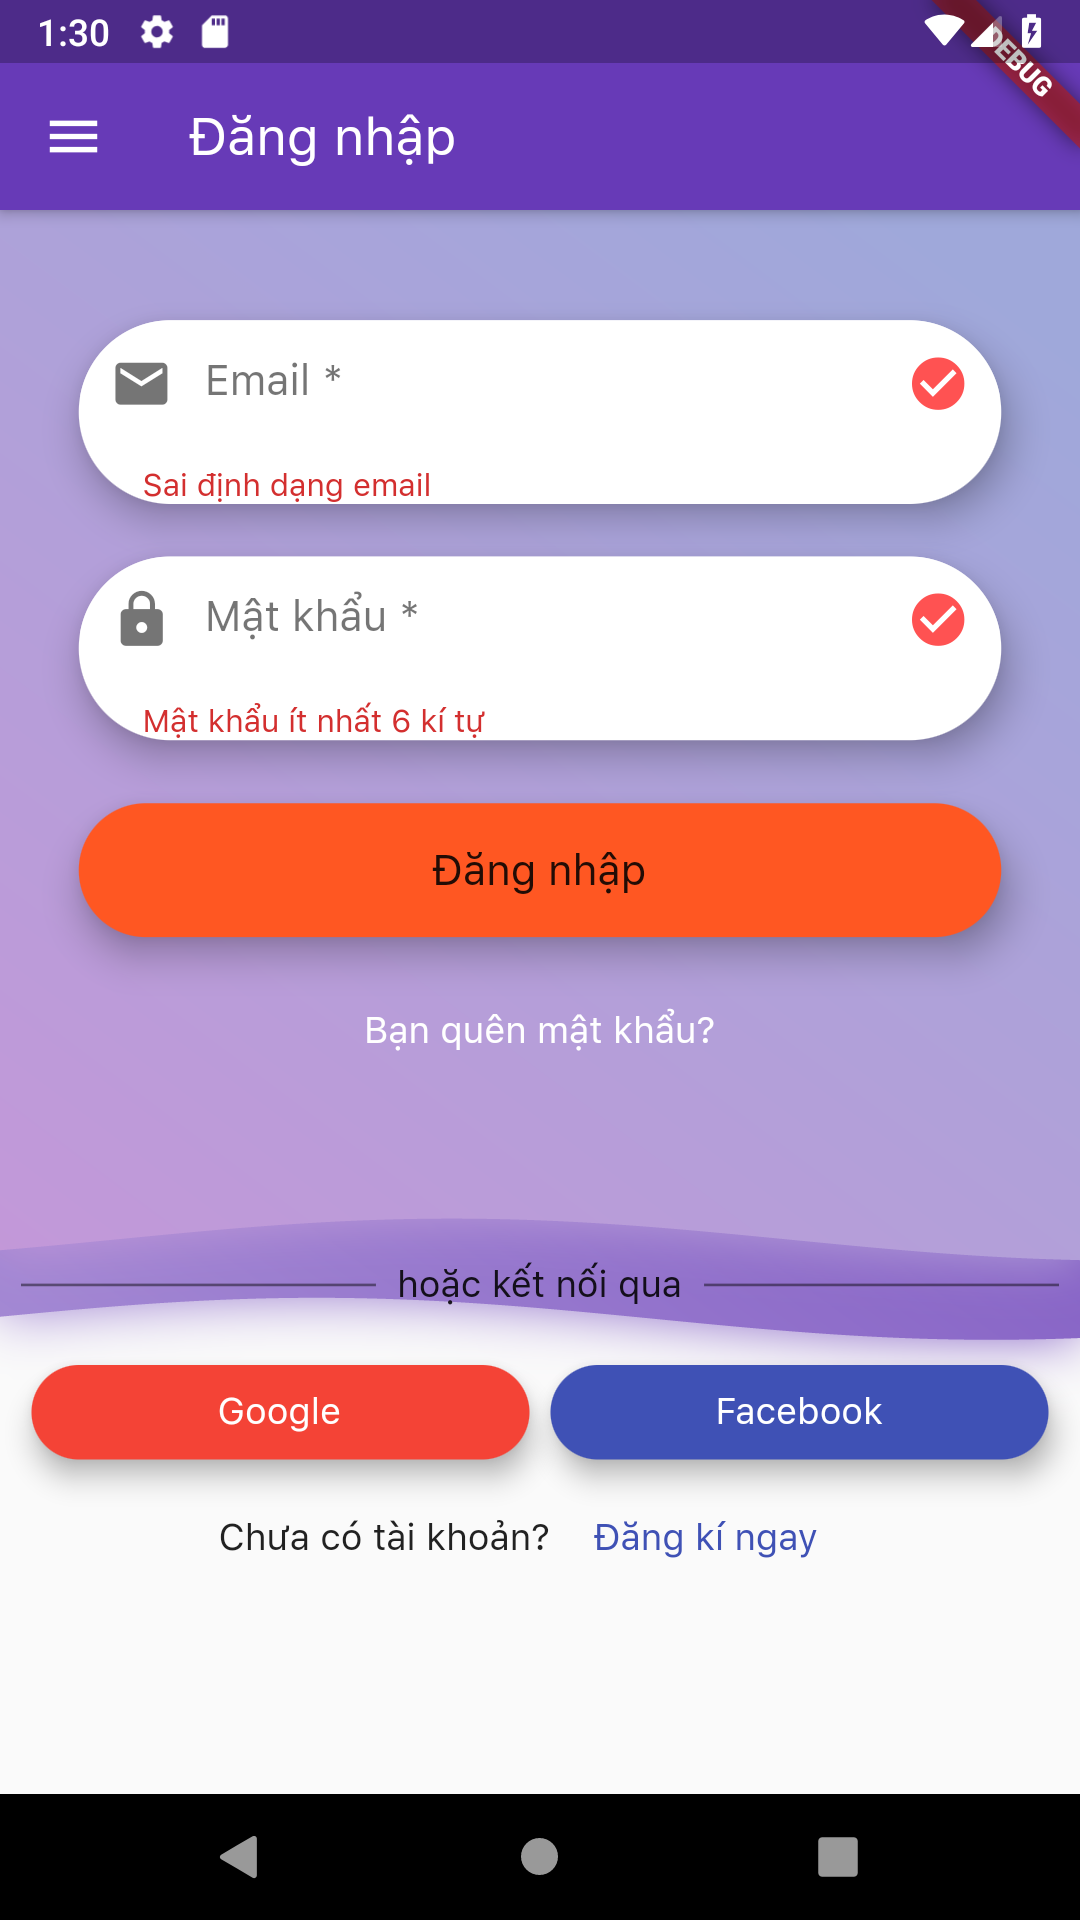 1:30
DEBUG
Đăng nhập
Email *
Sai định dạng email
Mật khẩu *
Mật khẩu ít nhất 6 kí tự
Đăng nhập
Bạn quên mật khẩu?
hoặc kết nối qua
Google Facebook
Chưa có tài khoản? Đăng kí ngay